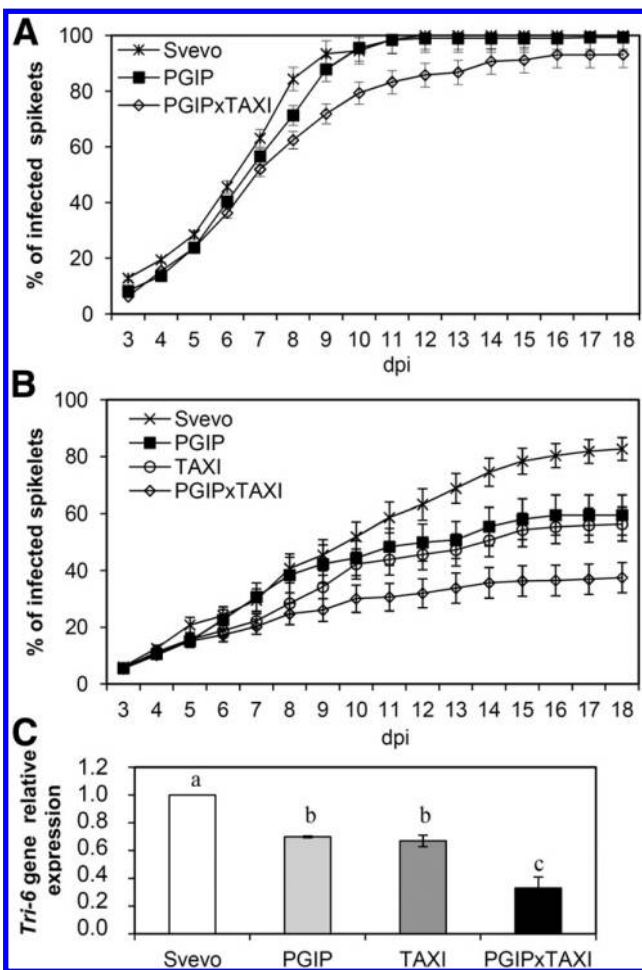 A
Svevo
PGIP
PGIPxTAXI
% of infected spikeets
100
80
60
40
20
0
3 4 5 6 7 8 9 10 11 12 13 14 15 16 17 18
dpi
B
Svevo
PGIP
TAXI
PGIPxTAXI
% of infected spikelets
100
80
60
40
20
0
3 4 5 6 7 8 9 10 11 12 13 14 15 16 17 18
dpi
C
Tri-6 gene relative
expression
1.2
1.0
0.8
0.6
0.4
0.2
0.0
a
b
b
c
Svevo PGIP TAXI PGIPxTAXI